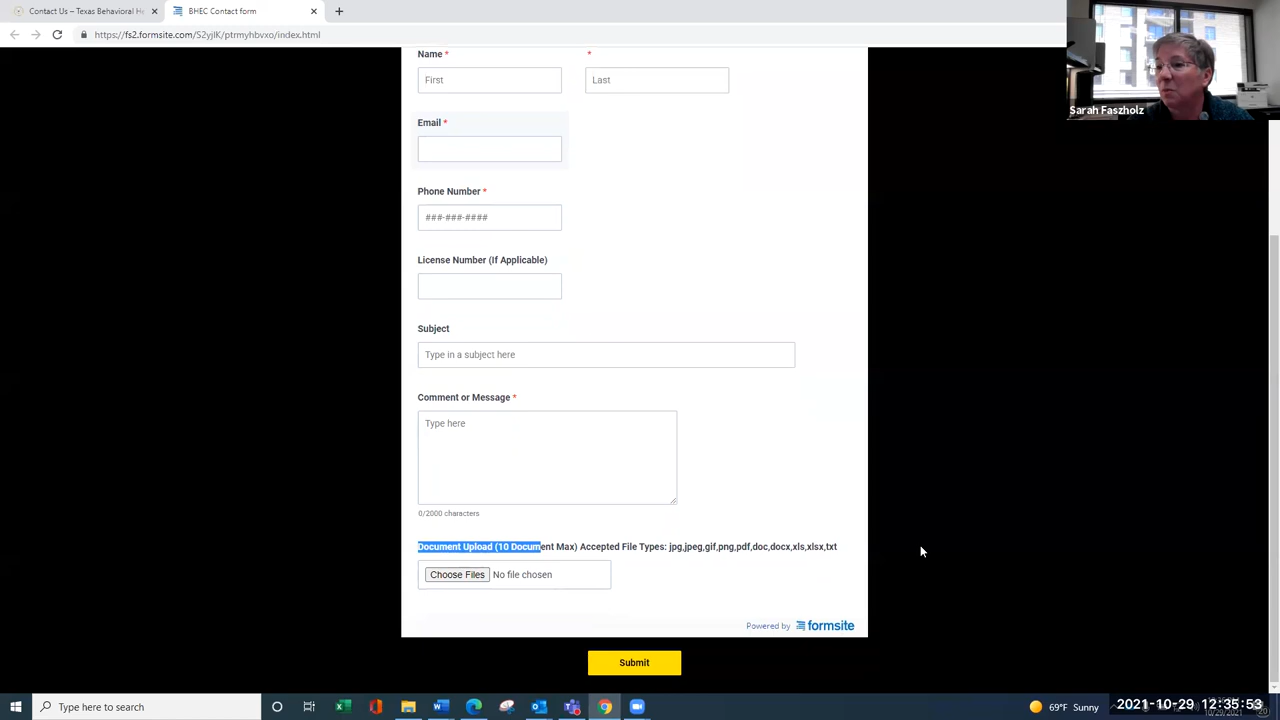 Contact Us – Texas Behavioral He
BHEC Contact form
https://fs2.formsite.com/S2yjIK/ptrmyhbvxo/index.html
Sarah Faszholz
Name *
*
First
Last
Email *
Phone Number *
###-###-####
License Number (If Applicable)
Subject
Type in a subject here
Comment or Message *
Type here
0/2000 characters
Document Upload (10 Document Max) Accepted File Types: jpg,jpeg,gif,png,pdf,doc,docx,xls,xlsx,txt
Choose Files No file chosen
Powered by formsite
Submit
Type here to search
69°F Sunny
2021-10-29 12:35:53